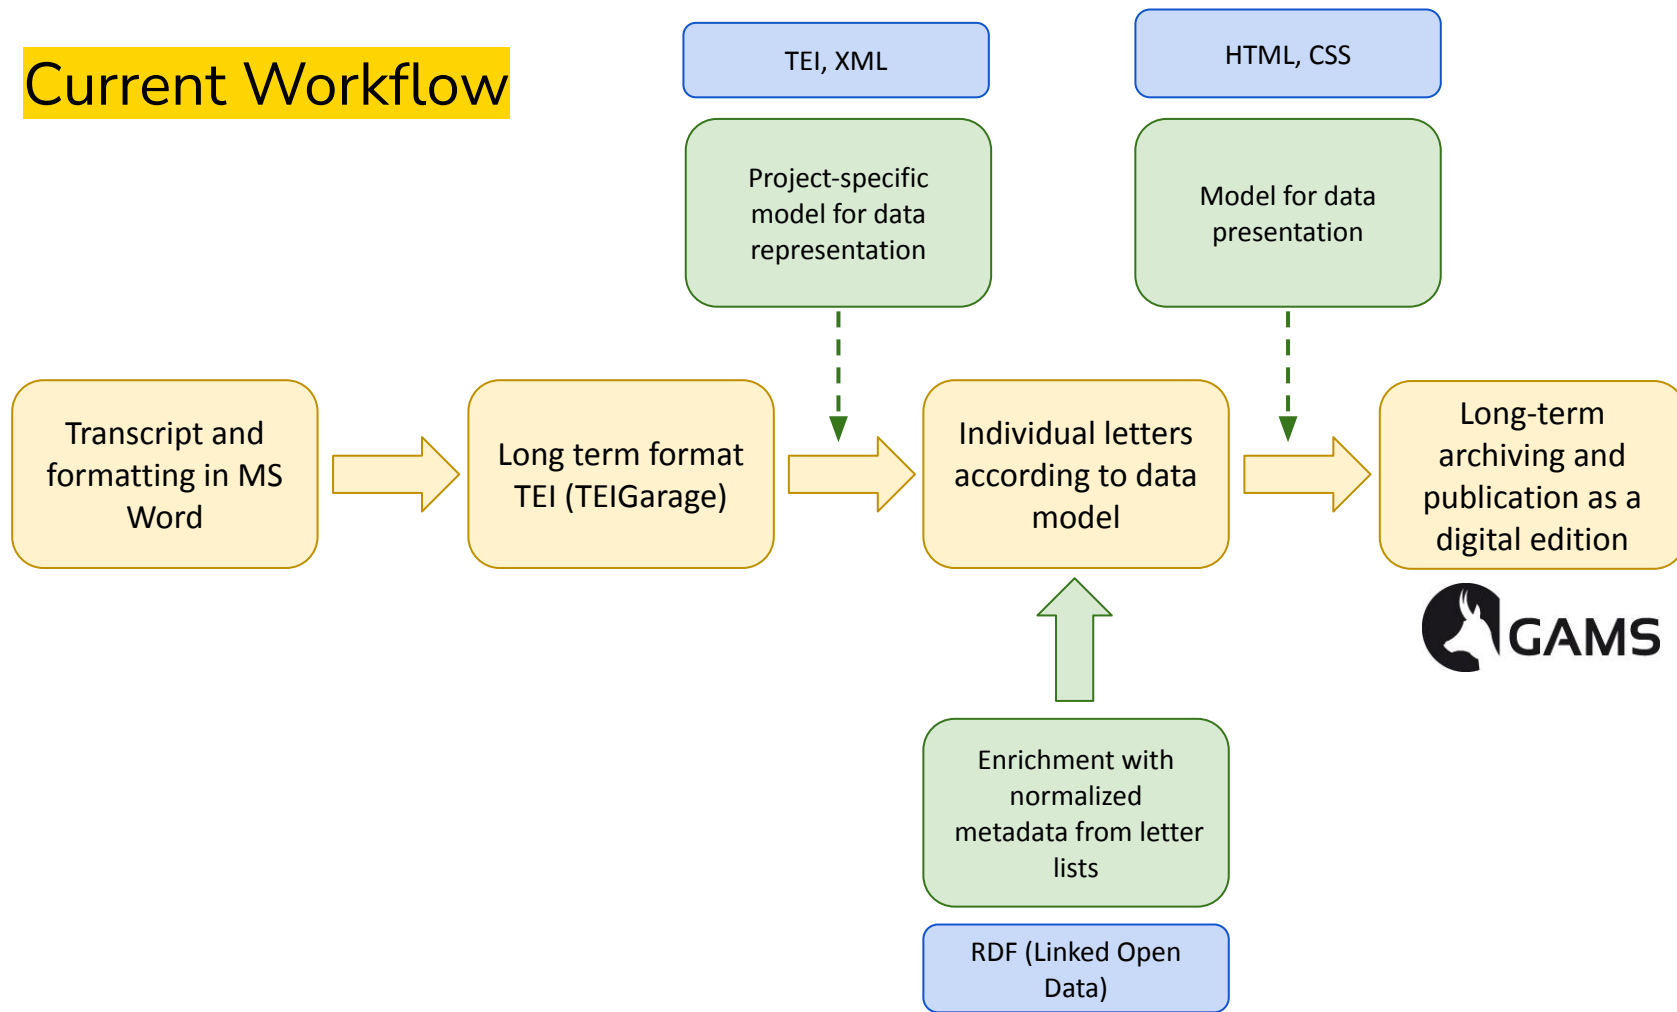 Current Workflow
TEI, XML
HTML, CSS
Project-specific
model for data
representation
Model for data
presentation
Transcript and
formatting in MS
Word
Long term format
TEI (TEIGarage)
Individual letters
according to data
model
Long-term
archiving and
publication as a
digital edition
GAMS
Enrichment with
normalized
metadata from letter
lists
RDF (Linked Open
Data)